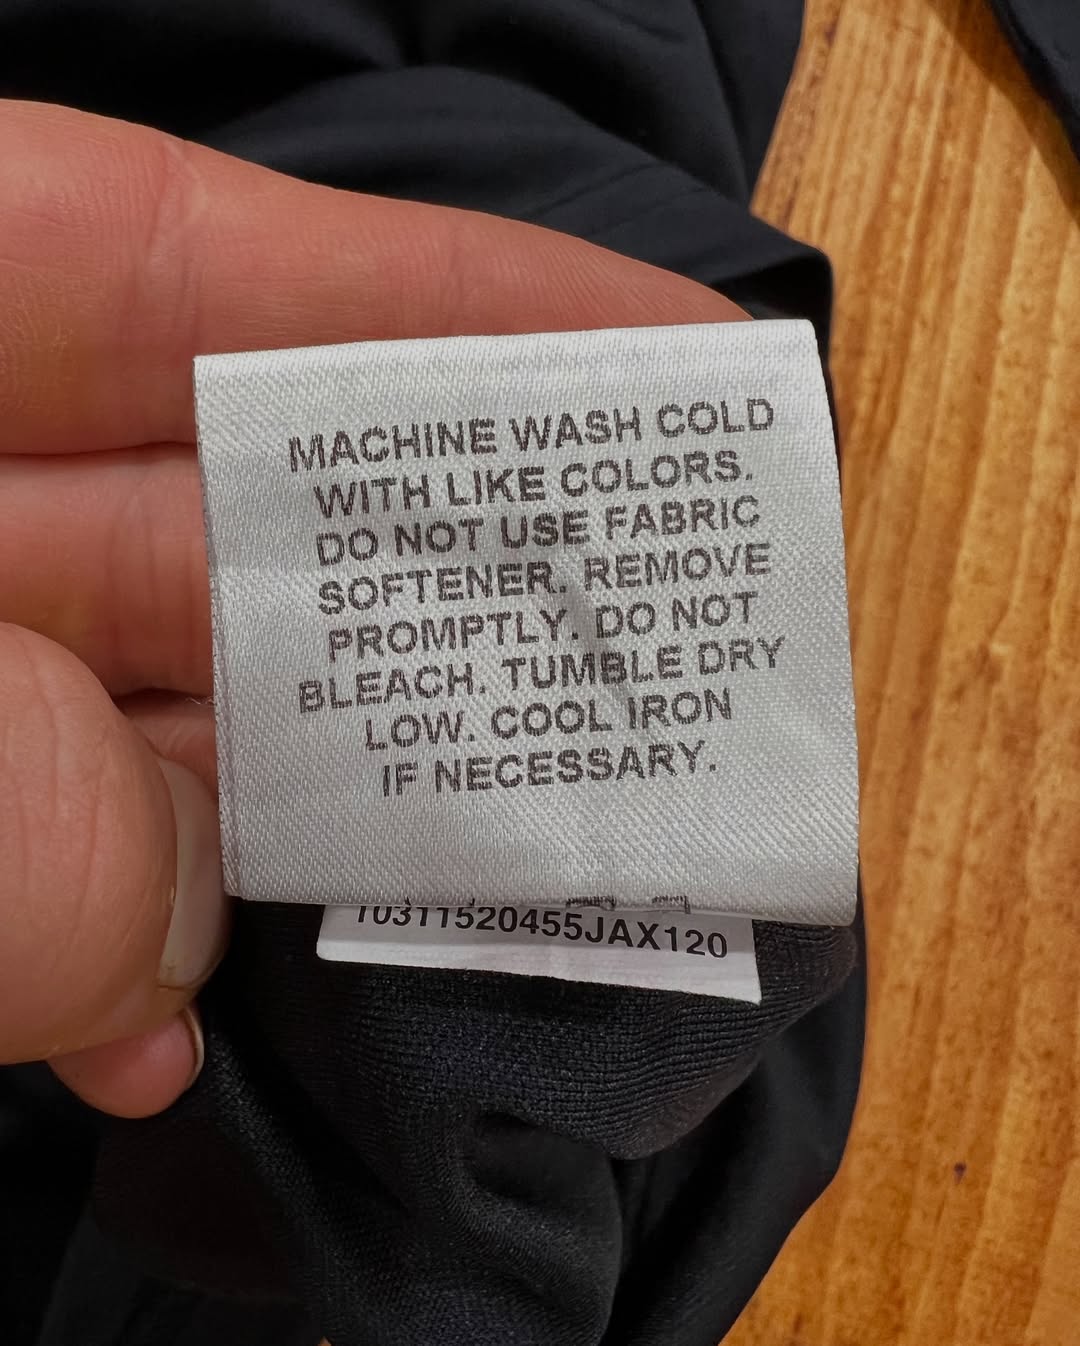 MACHINE WASH COLD
WITH LIKE COLORS.
DO NOT USE FABRIC
SOFTENER. REMOVE
PROMPTLY. DO NOT
BLEACH. TUMBLE DRY
LOW. COOL IRON
IF NECESSARY.
10311520455JAX120